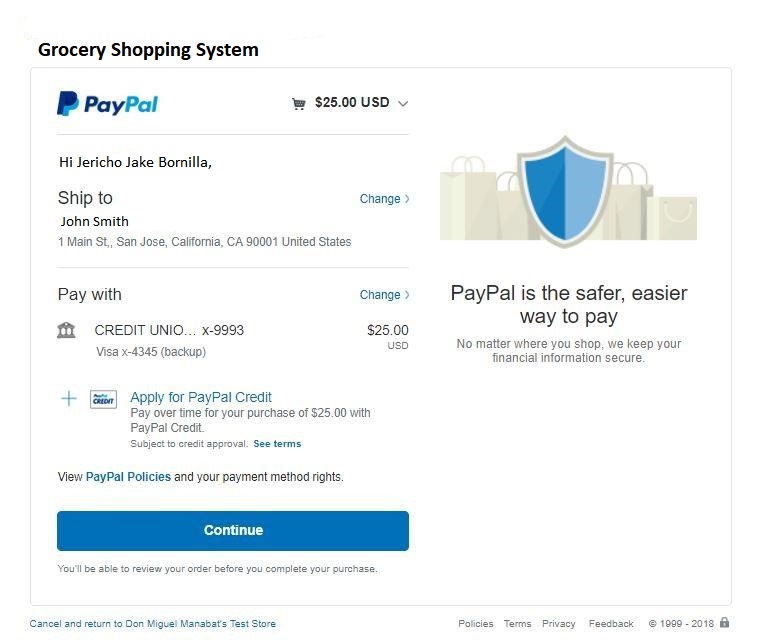 Grocery Shopping System
PayPal
$25.00 USD
Hi Jericho Jake Bornilla,
Ship to
Change
John Smith
1 Main St,, San Jose, California, CA 90001 United States
Pay with
Change
CREDIT UNIO... x-9993
$25.00
Visa x-4345 (backup)
USD
PayPal
CREDIT
Apply for PayPal Credit
Pay over time for your purchase of $25.00 with
PayPal Credit.
Subject to credit approval. See terms
View PayPal Policies and your payment method rights.
Continue
You'll be able to review your order before you complete your purchase.
PayPal is the safer, easier
way to pay
No matter where you shop, we keep your
financial information secure.
Cancel and return to Don Miguel Manabat's Test Store
Policies Terms Privacy Feedback © 1999 - 2018